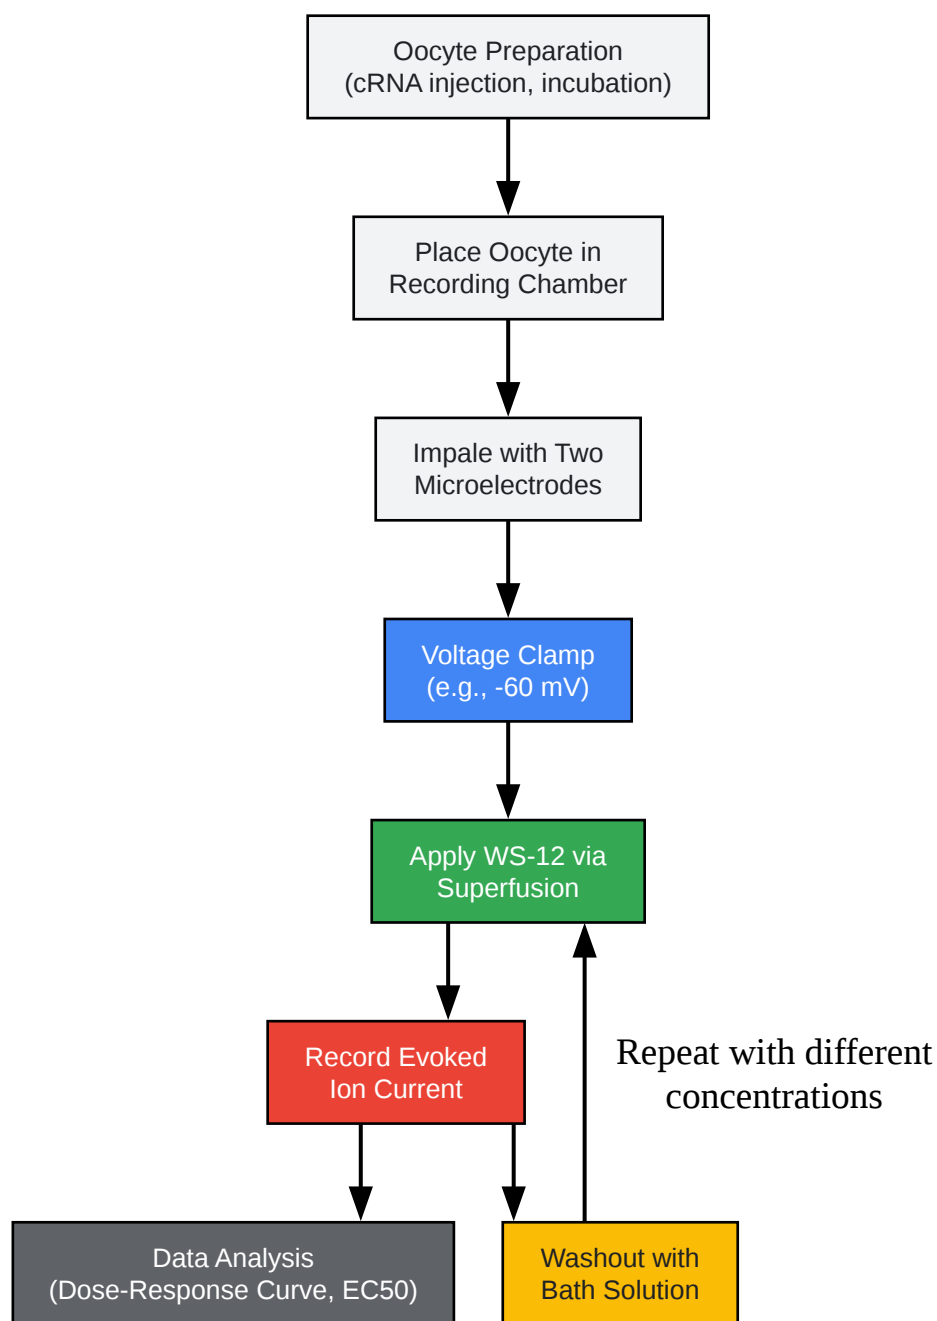 Oocyte Preparation
(cRNA injection, incubation)
Place Oocyte in
Recording Chamber
Impale with Two
Microelectrodes
Voltage Clamp
(e.g., -60 mV)
Apply WS-12 via
Superfusion
Record Evoked
Ion Current
Repeat with different
concentrations
Data Analysis
(Dose-Response Curve, EC50)
Washout with
Bath Solution